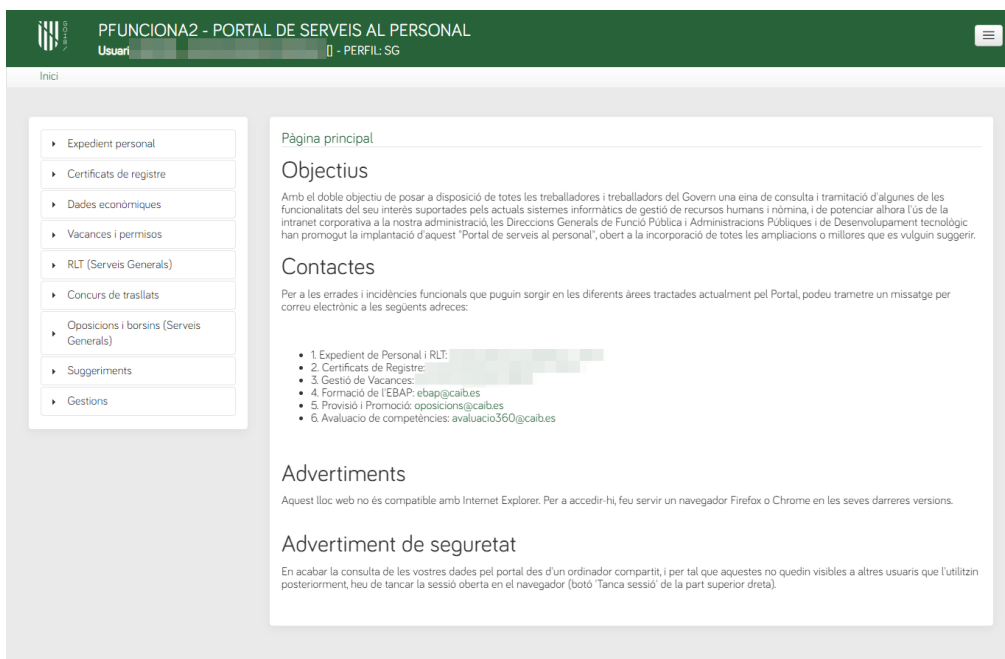 GOIB
PFUNCIONA2 - PORTAL DE SERVEIS AL PERSONAL
Usuari [] - PERFIL: SG
Inici
Expedient personal
Certificats de registre
Dades econòmiques
Vacances i permisos
RLT (Serveis Generals)
Concurs de trasllats
Oposicions i borsins (Serveis
Generals)
Suggeriments
Gestions
Pàgina principal
Objectius
Amb el doble objectiu de posar a disposició de totes les treballadores i treballadors del Govern una eina de consulta i tramitació d'algunes de les
funcionalitats del seu interès suportades pels actuals sistemes informàtics de gestió de recursos humans i nòmina, i de potenciar alhora l'ús de la
intranet corporativa a la nostra administració, les Direccions Generals de Funció Pública i Administracions Públiques i de Desenvolupament tecnològic
han promogut la implantació d'aquest "Portal de serveis al personal", obert a la incorporació de totes les ampliacions o millores que es vulguin suggerir.
Contactes
Per a les errades i incidències funcionals que puguin sorgir en les diferents àrees tractades actualment pel Portal, podeu trametre un missatge per
correu electrònic a les següents adreces:
1. Expedient de Personal i RLT:
2. Certificats de Registre:
3. Gestió de Vacances:
4. Formació de l'EBAP: ebap@caib.es
5. Provisió i Promoció: oposicions@caib.es
6. Avaluacio de competències: avaluacio360@caib.es
Advertiments
Aquest lloc web no és compatible amb Internet Explorer. Per a accedir-hi, feu servir un navegador Firefox o Chrome en les seves darreres versions.
Advertiment de seguretat
En acabar la consulta de les vostres dades pel portal des d'un ordinador compartit, i per tal que aquestes no quedin visibles a altres usuaris que l'utilitzin
posteriorment, heu de tancar la sessió oberta en el navegador (botó 'Tanca sessió' de la part superior dreta).